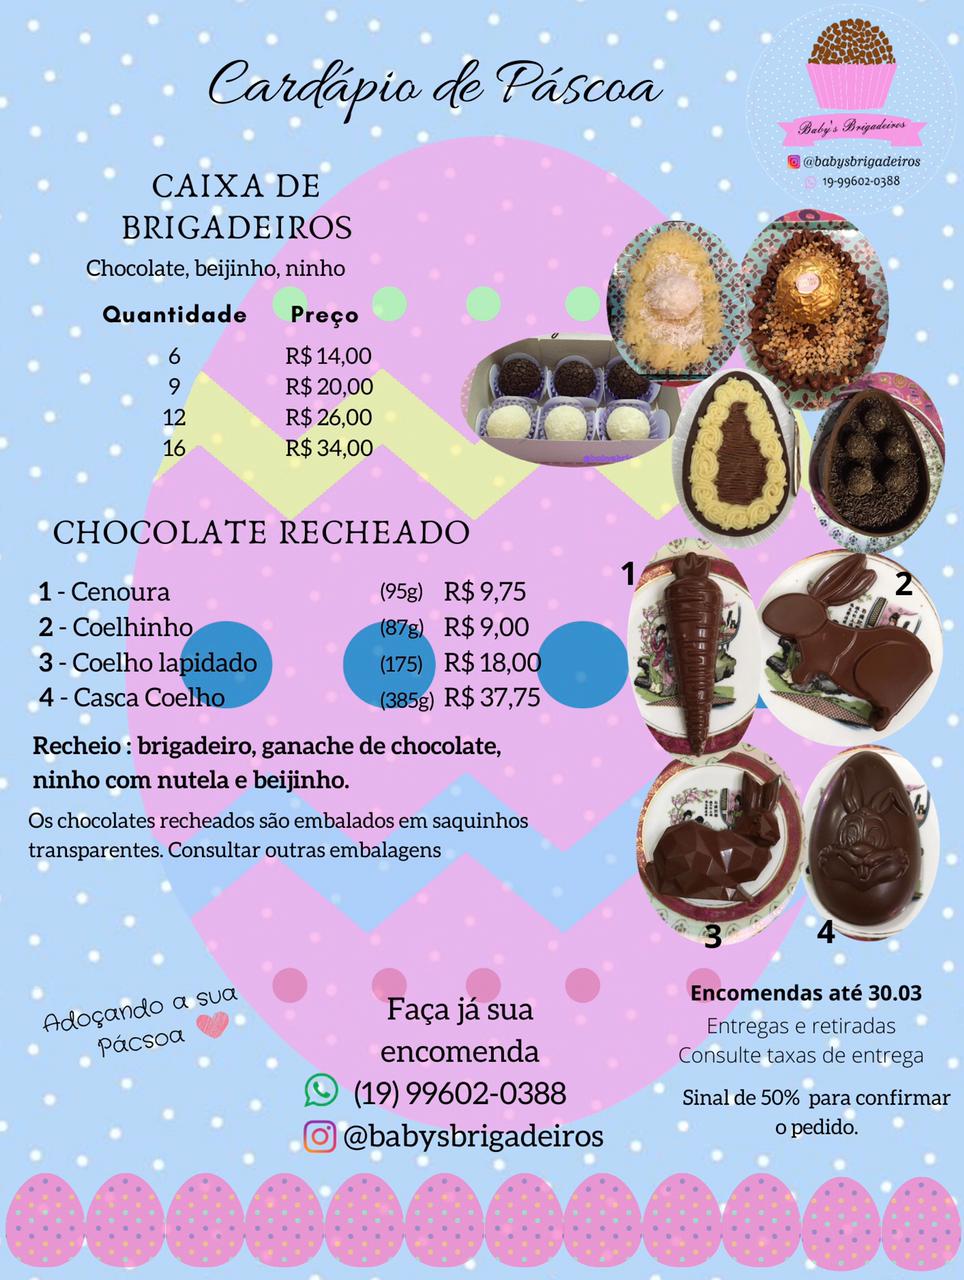 Cardápio de Páscoa
Baby's Brigadeiros
@babysbrigadeiros
19-99602-0388
CAIXA DE
BRIGADEIROS
Chocolate, beijinho, ninho
Quantidade Preço
6 R$ 14,00
9 R$ 20,00
12 R$ 26,00
16 R$ 34,00
CHOCOLATE RECHEADO
1 - Cenoura (95g) R$ 9,75
2 - Coelhinho (87g) R$ 9,00
3 - Coelho lapidado (175) R$ 18,00
4 - Casca Coelho (385g) R$ 37,75
Recheio : brigadeiro, ganache de chocolate,
ninho com nutela e beijinho.
Os chocolates recheados são embalados em saquinhos
transparentes. Consultar outras embalagens
1
2
3
4
Adoçando a sua
Pácsoa
Faça já sua
encomenda
(19) 99602-0388
@babysbrigadeiros
Encomendas até 30.03
Entregas e retiradas
Consulte taxas de entrega
Sinal de 50% para confirmar
o pedido.